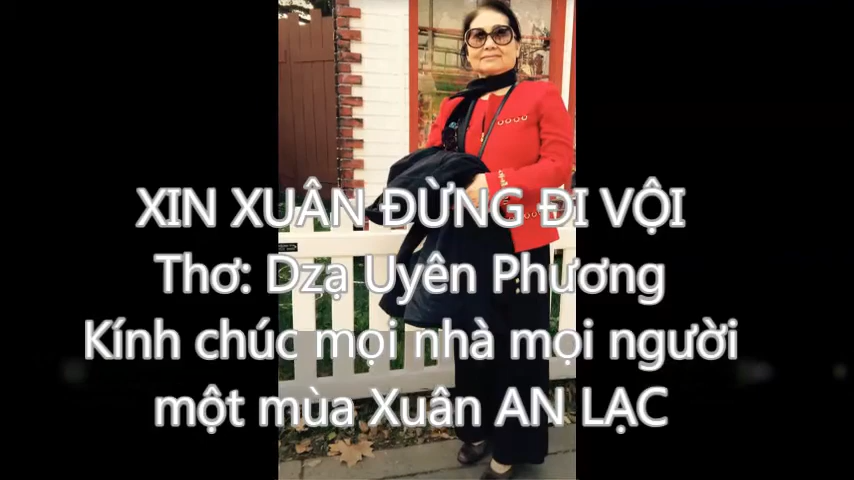 XIN XUÂN ĐỪNG ĐI VỘI
Thơ: Dzạ Uyên Phương
Kính chúc mọi nhà mọi người
một mùa Xuân AN LẠC